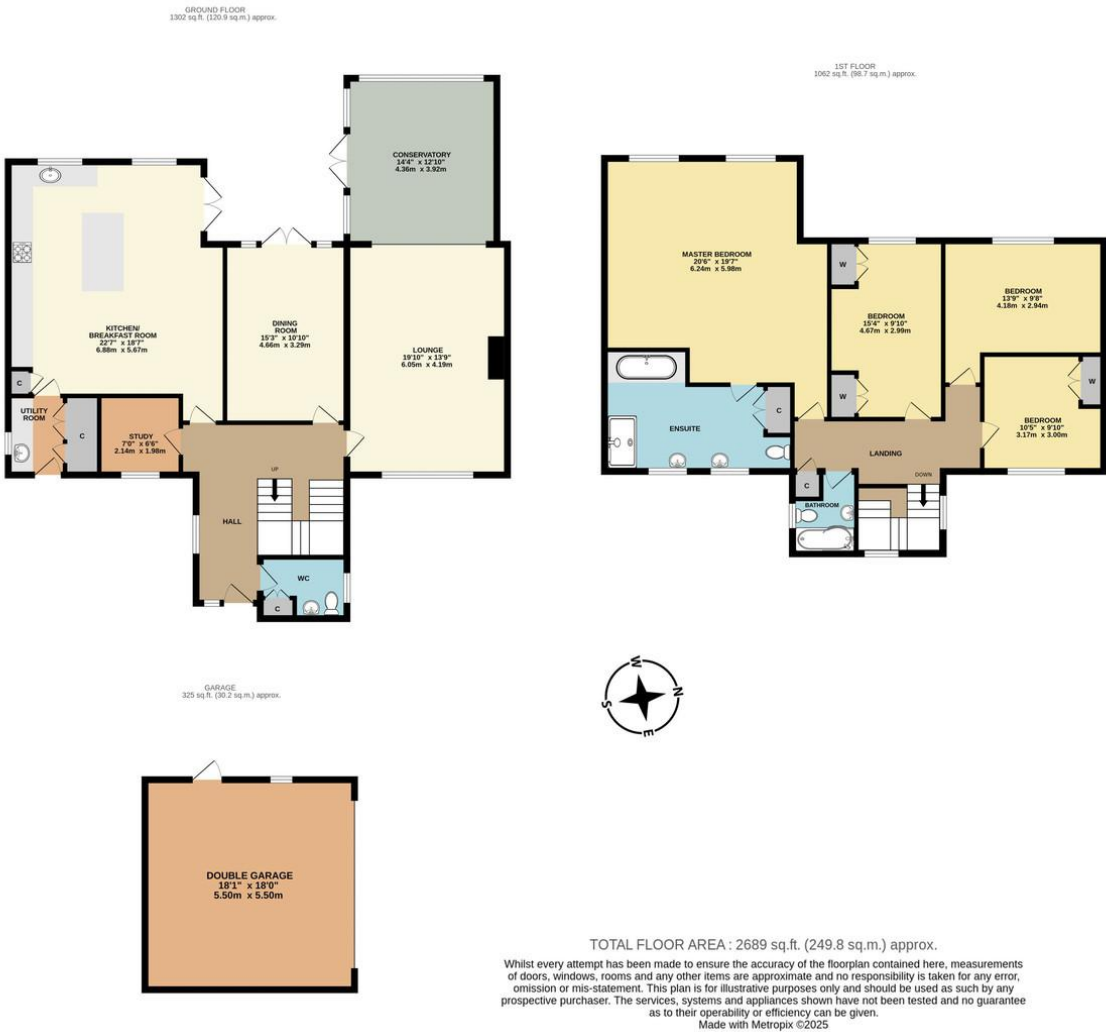 GROUND FLOOR
1302 sq.ft. (120.9 sq.m.) approx.
CONSERVATORY
14'4" x 12'10"
4.36m x 3.92m
KITCHEN/
BREAKFAST ROOM
22'7" x 18'7"
6.88m x 5.67m
DINING
ROOM
15'3" x 10'10"
4.66m x 3.29m
LOUNGE
19'10" x 13'9"
6.05m x 4.19m
C
UTILITY
ROOM
C
STUDY
7'0" x 6'6"
2.14m x 1.98m
UP
HALL
WC
C
1ST FLOOR
1062 sq.ft. (98.7 sq.m.) approx.
MASTER BEDROOM
20'6" x 19'7"
6.24m x 5.98m
W
BEDROOM
15'4" x 9'10"
4.67m x 2.99m
W
BEDROOM
13'9" x 9'8"
4.18m x 2.94m
W
BEDROOM
10'5" x 9'10"
3.17m x 3.00m
ENSUITE
C
LANDING
DOWN
C
BATHROOM
W
N
S
E
GARAGE
325 sq.ft. (30.2 sq.m.) approx.
DOUBLE GARAGE
18'1" x 18'0"
5.50m x 5.50m
TOTAL FLOOR AREA : 2689 sq.ft. (249.8 sq.m.) approx.
Whilst every attempt has been made to ensure the accuracy of the floorplan contained here, measurements
of doors, windows, rooms and any other items are approximate and no responsibility is taken for any error,
omission or mis-statement. This plan is for illustrative purposes only and should be used as such by any
prospective purchaser. The services, systems and appliances shown have not been tested and no guarantee
as to their operability or efficiency can be given.
Made with Metropix ©2025